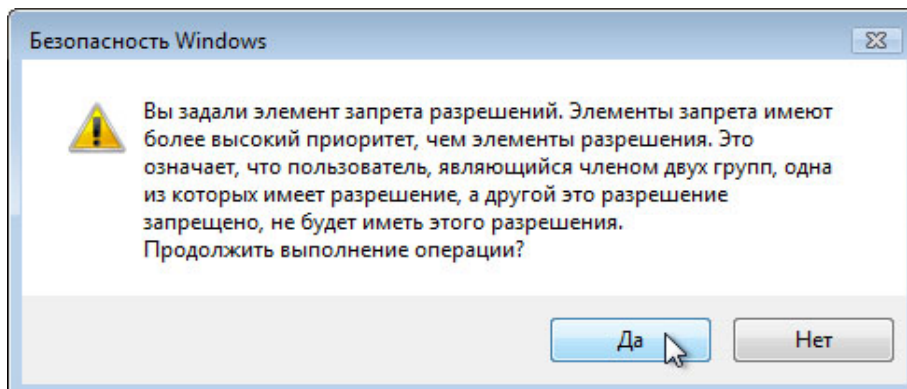 Безопасность Windows
Вы задали элемент запрета разрешений. Элементы запрета имеют
более высокий приоритет, чем элементы разрешения. Это
означает, что пользователь, являющийся членом двух групп, одна
из которых имеет разрешение, а другой это разрешение
запрещено, не будет иметь этого разрешения.
Продолжить выполнение операции?
Да
Нет